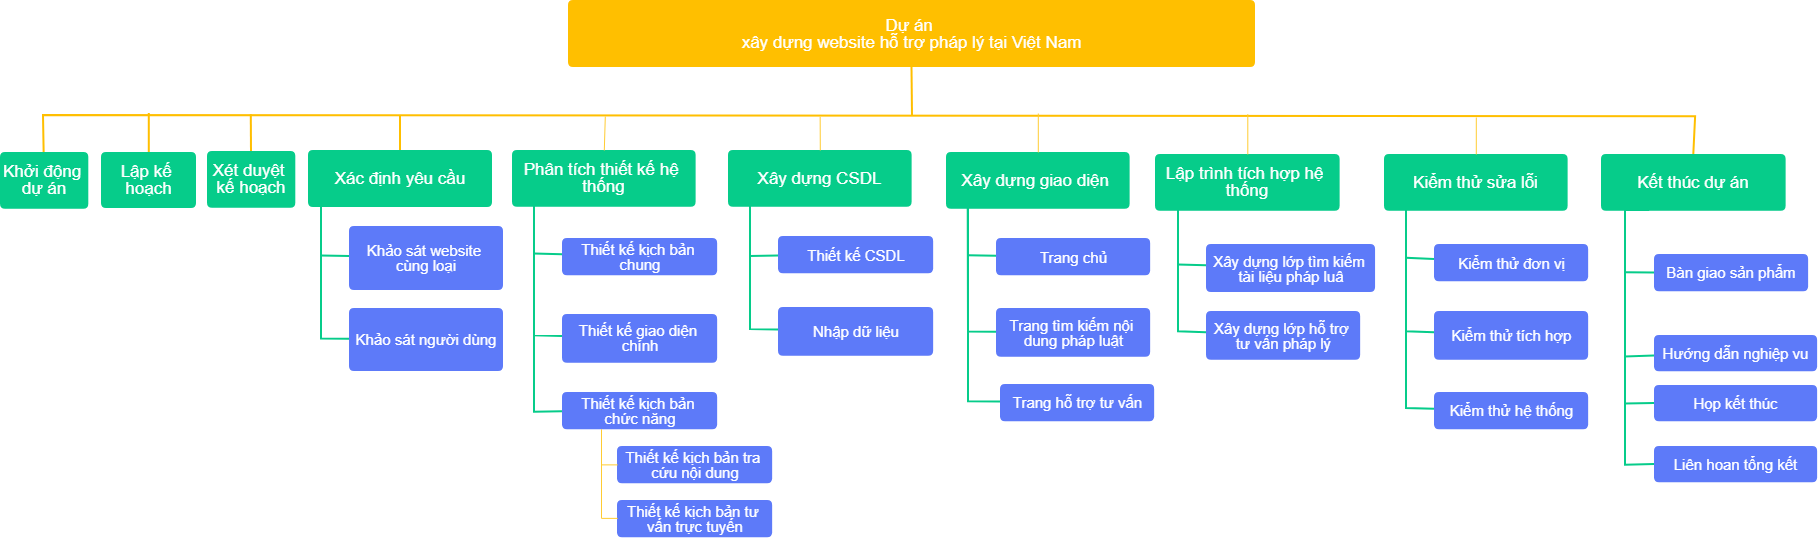 Dự án
xây dựng website hỗ trợ pháp lý tại Việt Nam
Khởi động
dự án
Lập kế
hoạch
Xét duyệt
kế hoạch
Xác định yêu cầu
Khảo sát website
cùng loại
Khảo sát người dùng
Phân tích thiết kế hệ
thống
Thiết kế kịch bản
chung
Thiết kế giao diện
chính
Thiết kế kịch bản
chức năng
Thiết kế kịch bản tra
cứu nội dung
Thiết kế kịch bản tư
vấn trực tuyến
Xây dựng CSDL
Thiết kế CSDL
Nhập dữ liệu
Xây dựng giao diện
Trang chủ
Trang tìm kiếm nội
dung pháp luật
Trang hỗ trợ tư vấn
Lập trình tích hợp hệ
thống
Xây dựng lớp tìm kiếm
tài liệu pháp luâ
Xây dựng lớp hỗ trợ
tư vấn pháp lý
Kiểm thử sửa lỗi
Kiểm thử đơn vị
Kiểm thử tích hợp
Kiểm thử hệ thống
Kết thúc dự án
Bàn giao sản phẩm
Hướng dẫn nghiệp vu
Họp kết thúc
Liên hoan tổng kết